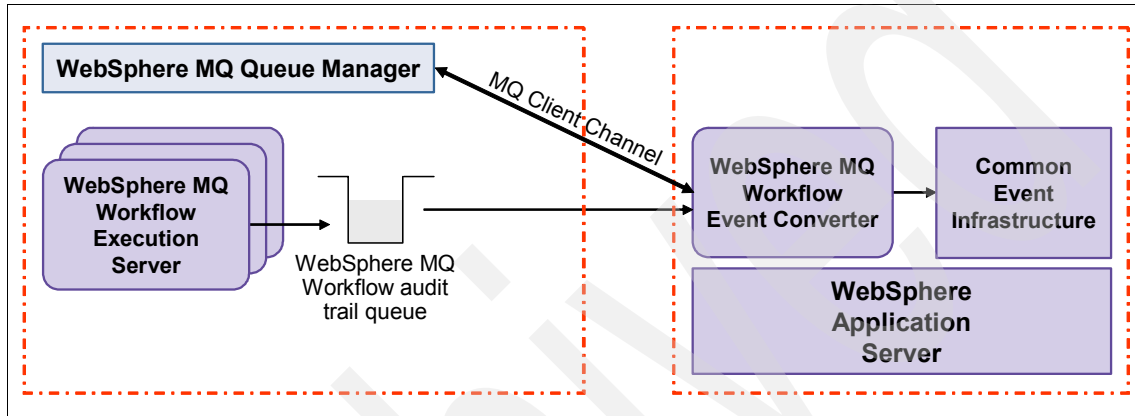 WebSphere MQ Queue Manager
MQ Client Channel
WebSphere MQ
Workflow
Execution
Server
WebSphere MQ
Workflow audit
trail queue
WebSphere MQ
Workflow
Event Converter
Common
Event
Infrastructure
WebSphere
Application
Server